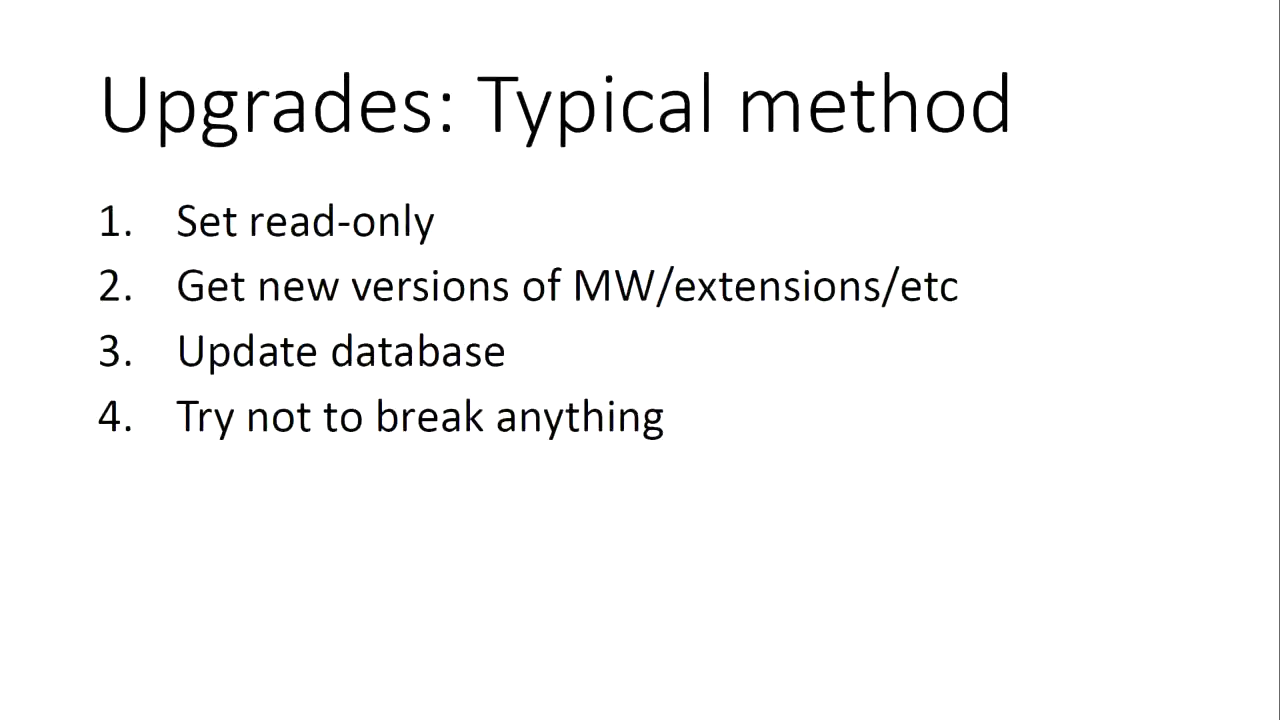 Upgrades: Typical method
1. Set read-only
2. Get new versions of MW/extensions/etc
3. Update database
4. Try not to break anything